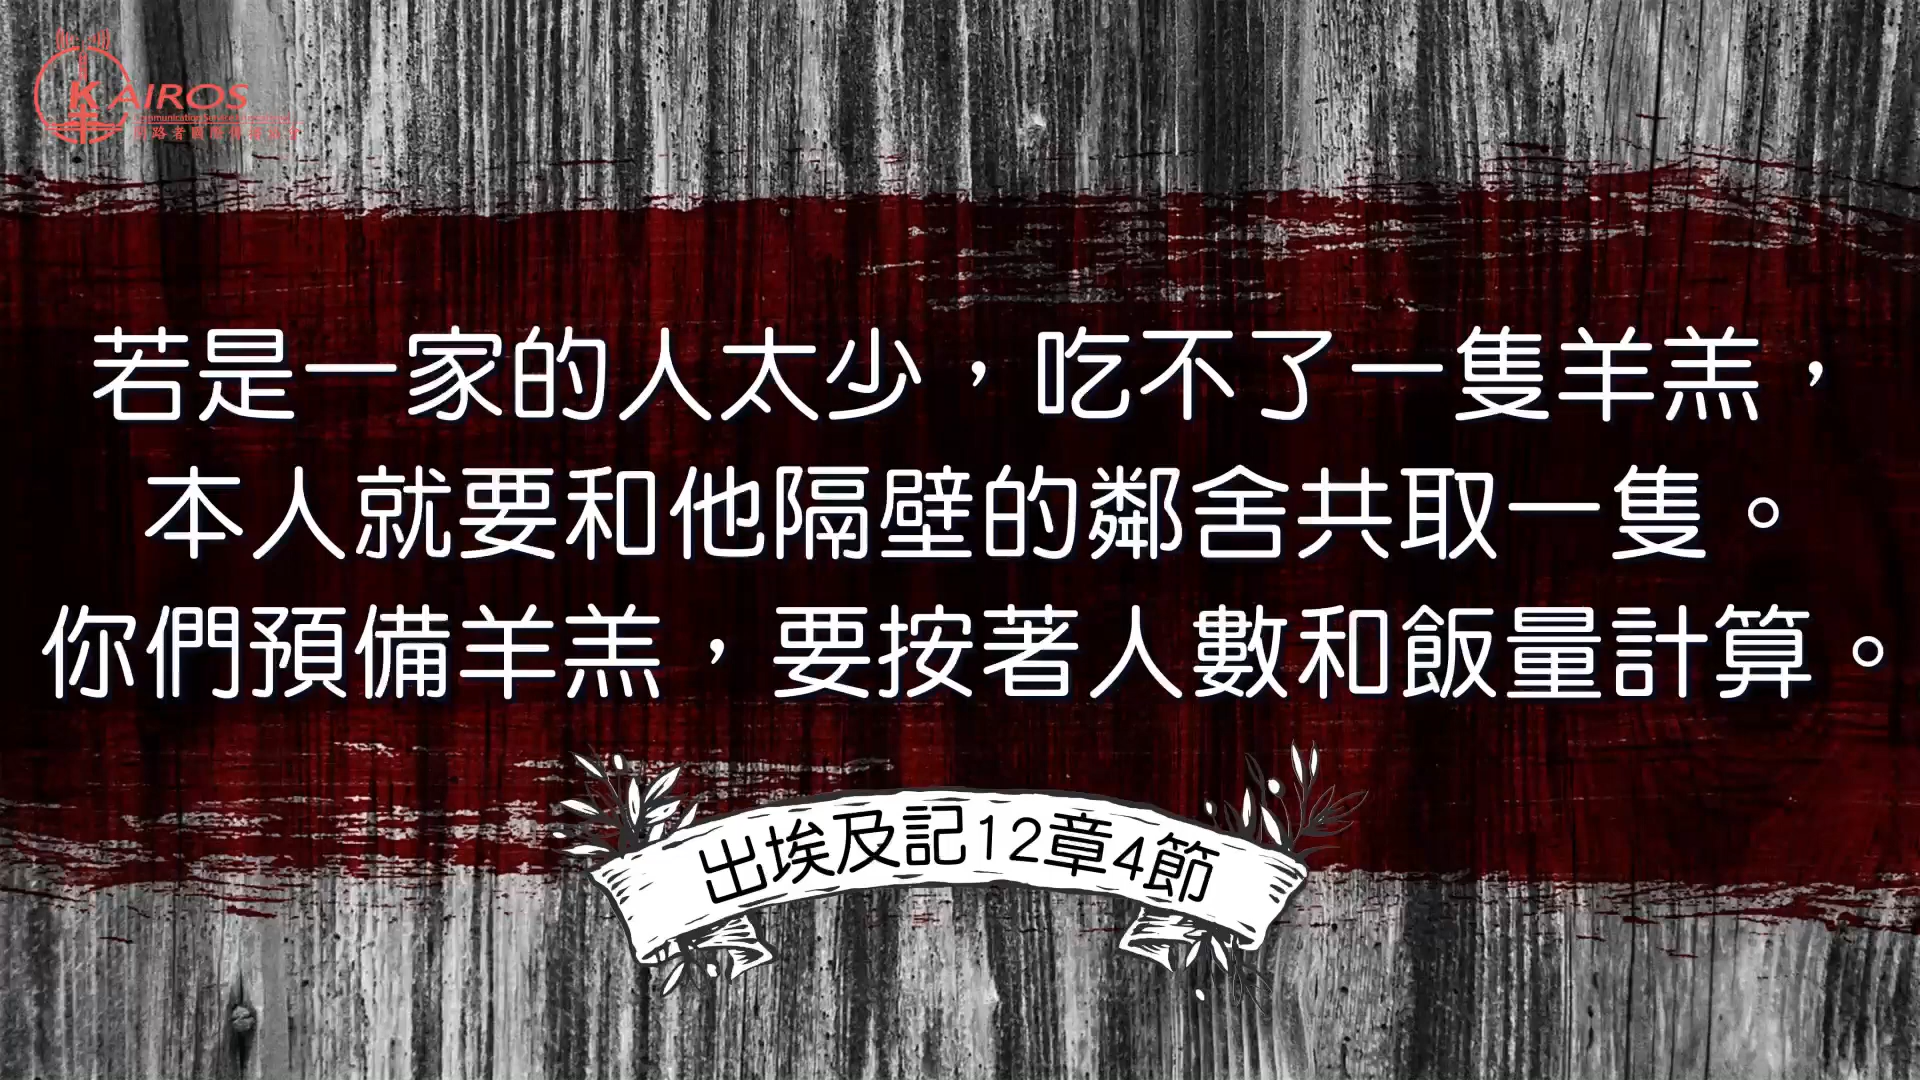 KAIROS
若是一家的人太少，吃不了一隻羊羔，
本人就要和他隔壁的鄰舍共取一隻。
你們預備羊羔，要按著人數和飯量計算。
出埃及記12章4節